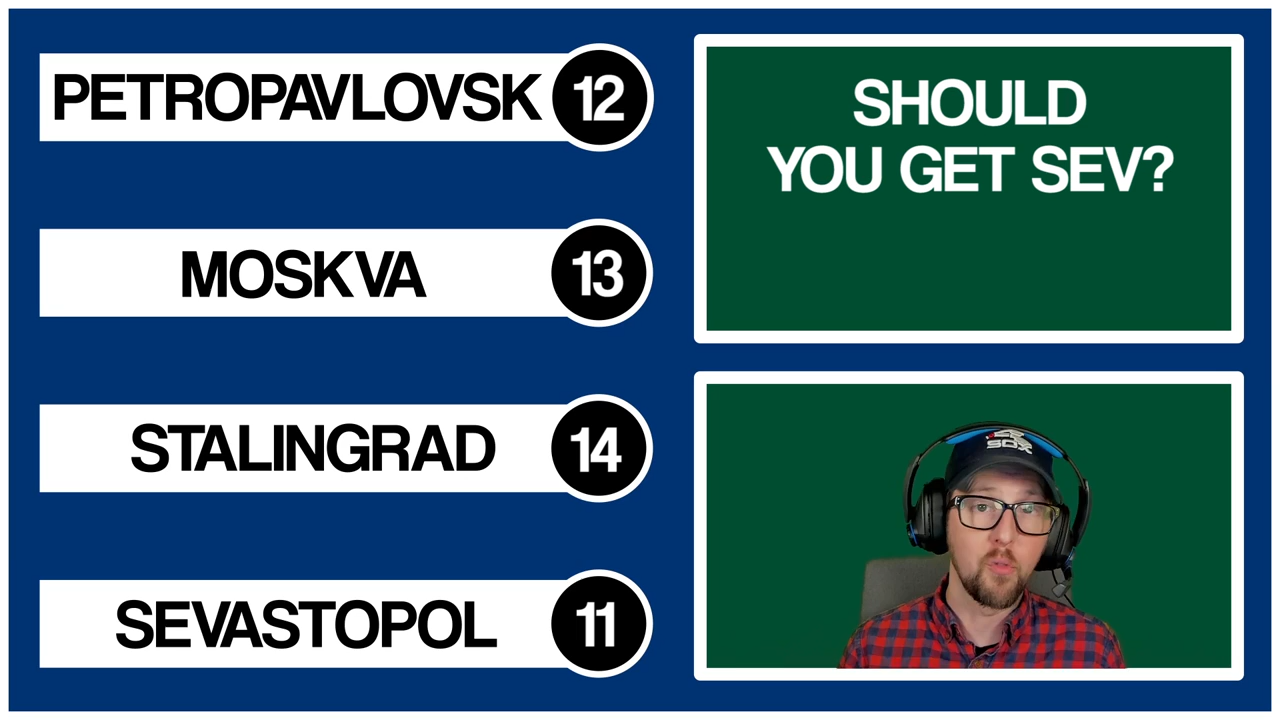 PETROPAVLOVSK 12
MOSKVA 13
STALINGRAD 14
SEVASTOPOL 11
SHOULD
YOU GET SEV?
SOX